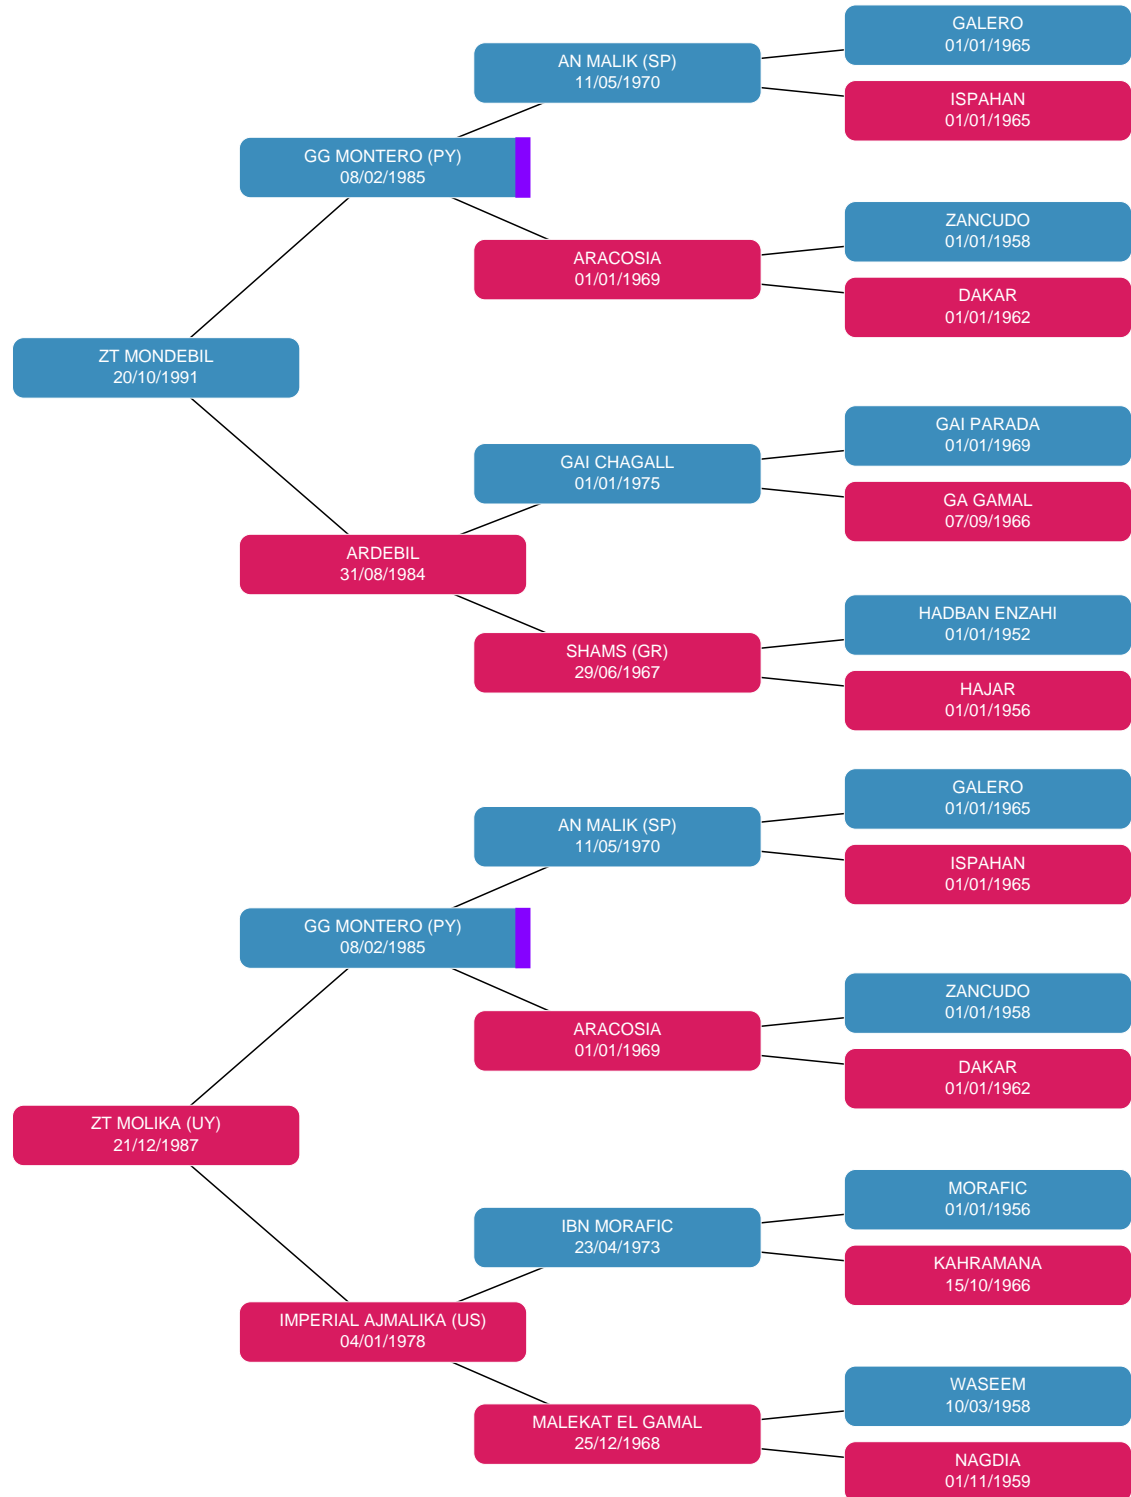 GALERO
01/01/1965
AN MALIK (SP)
11/05/1970
ISPAHAN
01/01/1965
GG MONTERO (PY)
08/02/1985
ZANCUDO
01/01/1958
ARACOSIA
01/01/1969
DAKAR
01/01/1962
ZT MONDEBIL
20/10/1991
GAI PARADA
01/01/1969
GAI CHAGALL
01/01/1975
GA GAMAL
07/09/1966
ARDEBIL
31/08/1984
HADBAN ENZAHI
01/01/1952
SHAMS (GR)
29/06/1967
HAJAR
01/01/1956
GALERO
01/01/1965
AN MALIK (SP)
11/05/1970
ISPAHAN
01/01/1965
GG MONTERO (PY)
08/02/1985
ZANCUDO
01/01/1958
ARACOSIA
01/01/1969
DAKAR
01/01/1962
ZT MOLIKA (UY)
21/12/1987
MORAFIC
01/01/1956
IBN MORAFIC
23/04/1973
KAHRAMANA
15/10/1966
IMPERIAL AJMALIKA (US)
04/01/1978
WASEEM
10/03/1958
MALEKAT EL GAMAL
25/12/1968
NAGDIA
01/11/1959